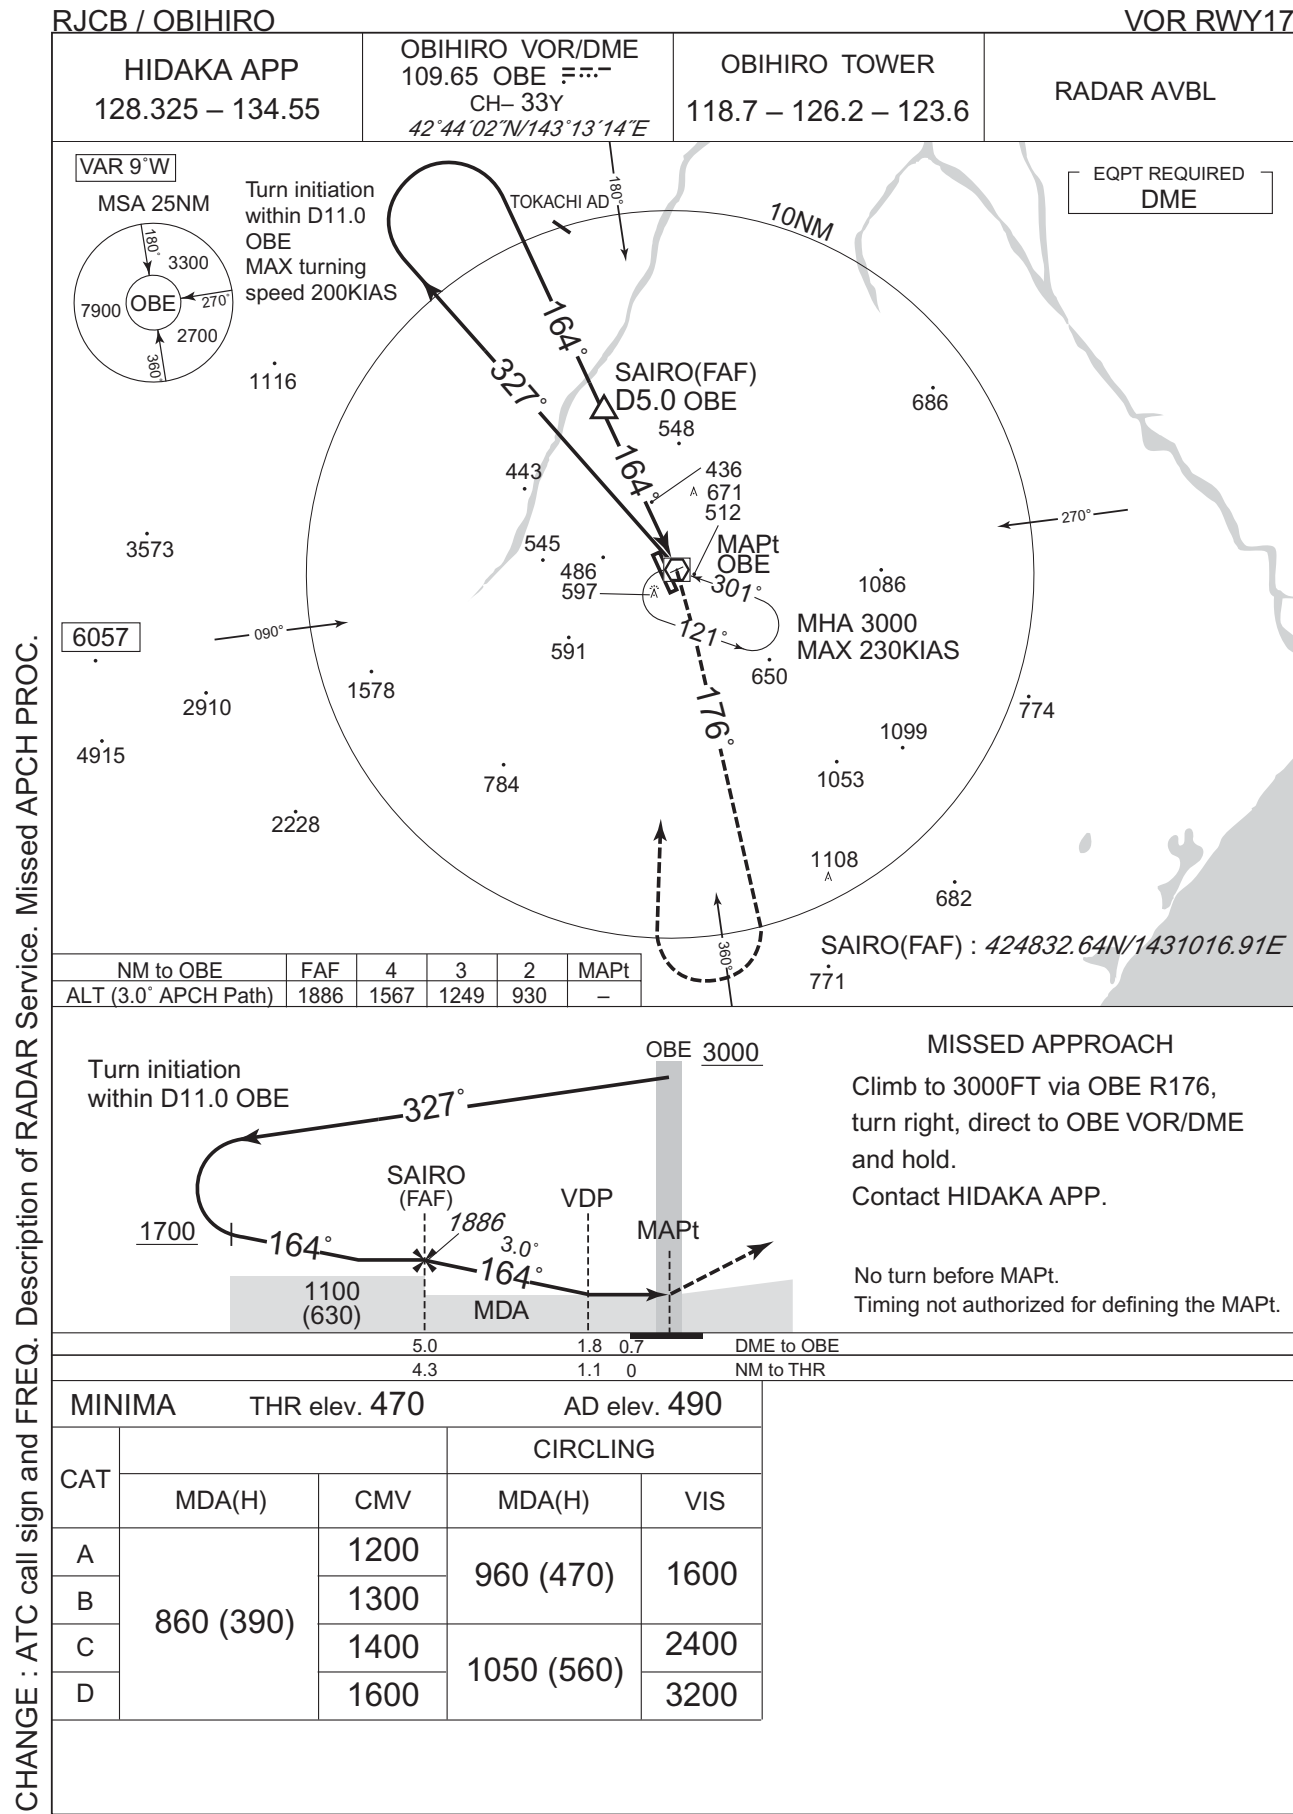 RJCB / OBIHIRO
VOR RWY17
HIDAKA APP
128.325 – 134.55
OBIHIRO VOR/DME
109.65 OBE
CH– 33Y
42°44´02˝N/143°13´14˝E
OBIHIRO TOWER
118.7 – 126.2 – 123.6
RADAR AVBL
VAR 9°W
MSA 25NM
180°
3300
7900
OBE
270°
2700
360°
Turn initiation
within D11.0
OBE
MAX turning
speed 200KIAS
TOKACHI AD
180°
10NM
EQPT REQUIRED
DME
164°
327°
SAIRO(FAF)
D5.0 OBE
1116
686
548
164°
443
436
671
512
270°
3573
545
486
597
MAPt
OBE
301°
1086
6057
090°
121°
MHA 3000
MAX 230KIAS
591
650
1578
2910
176°
774
4915
1099
784
1053
2228
1108
682
360°
SAIRO(FAF) : 424832.64N/1431016.91E
771
NM to OBE FAF 4 3 2 MAPt
ALT (3.0° APCH Path) 1886 1567 1249 930 –
Turn initiation
within D11.0 OBE
OBE 3000
327°
SAIRO
(FAF)
VDP
1886
1700
164°
3.0°
164°
MAPt
1100
(630)
MDA
MISSED APPROACH
Climb to 3000FT via OBE R176,
turn right, direct to OBE VOR/DME
and hold.
Contact HIDAKA APP.
No turn before MAPt.
Timing not authorized for defining the MAPt.
5.0 1.8 0.7 DME to OBE
4.3 1.1 0 NM to THR
MINIMA THR elev. 470 AD elev. 490
CAT
CIRCLING
MDA(H) CMV MDA(H) VIS
A 1200
B 1300
C 1400 2400
D 1600 3200
860 (390)
960 (470) 1600
1050 (560)
CHANGE : ATC call sign and FREQ. Description of RADAR Service. Missed APCH PROC.